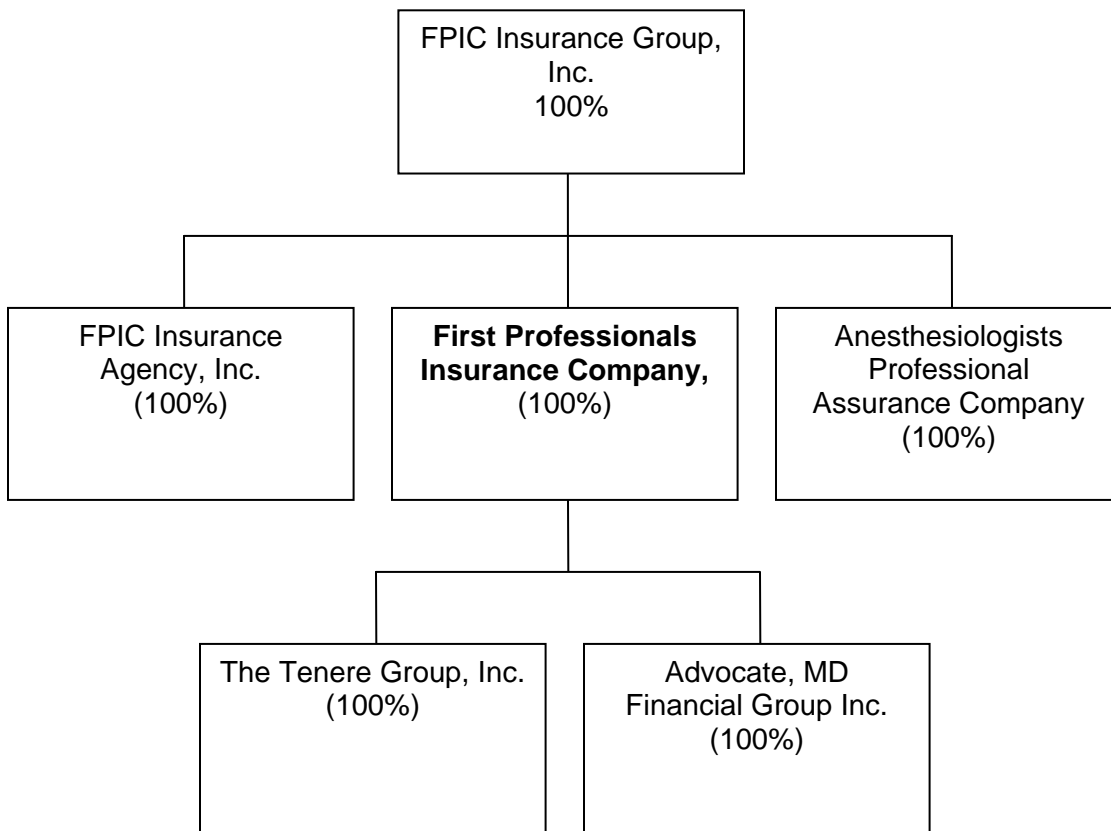 FPIC Insurance Group,
Inc.
100%
FPIC Insurance
Agency, Inc.
(100%)
First Professionals
Insurance Company,
(100%)
Anesthesiologists
Professional
Assurance Company
(100%)
The Tenere Group, Inc.
(100%)
Advocate, MD
Financial Group Inc.
(100%)